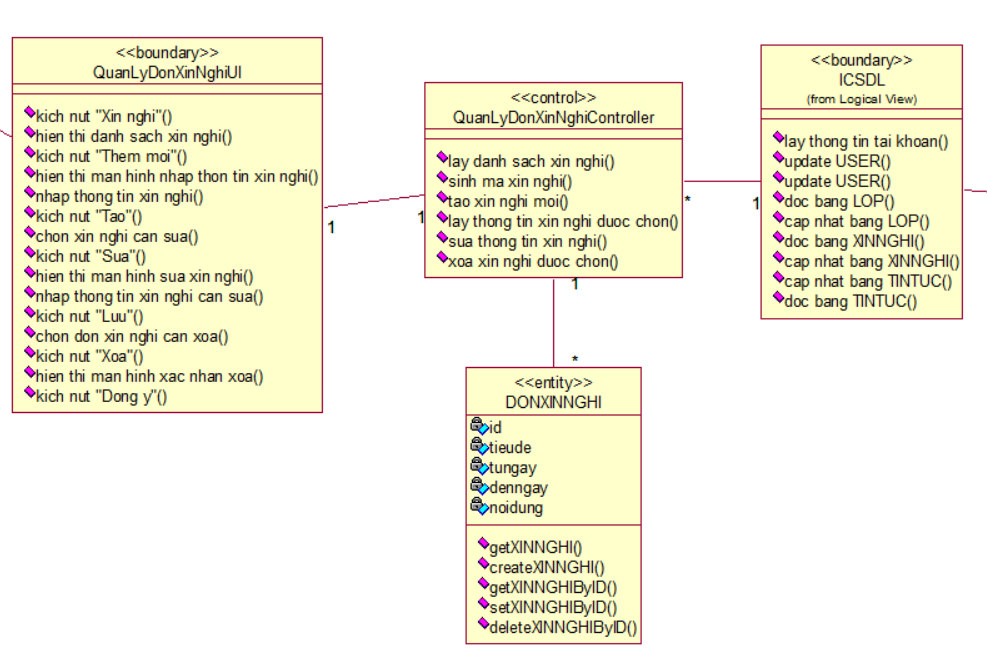 <<boundary>>
QuanLyDonXinNghiUI
kich nut "Xin nghi"()
hien thi danh sach xin nghi()
kich nut "Them moi"()
hien thi man hinh nhap thon tin xin nghi()
nhap thong tin xin nghi()
kich nut "Tao"()
chon xin nghi can sua()
kich nut "Sua"()
hien thi man hinh sua xin nghi()
nhap thong tin xin nghi can sua()
kich nut "Luu"()
chon don xin nghi can xoa()
kich nut "Xoa"()
hien thi man hinh xac nhan xoa()
kich nut "Dong y"()
1
1
<<control>>
QuanLyDonXinNghiController
lay danh sach xin nghi()
sinh ma xin nghi()
tao xin nghi moi()
lay thong tin xin nghi duoc chon()
sua thong tin xin nghi()
xoa xin nghi duoc chon()
*
1
<<boundary>>
ICSDL
(from Logical View)
lay thong tin tai khoan()
update USER()
update USER()
doc bang LOP()
cap nhat bang LOP()
doc bang XINNGHI()
cap nhat bang XINNGHI()
cap nhat bang TINTUC()
doc bang TINTUC()
1
*
<<entity>>
DONXINNGHI
id
tieude
tungay
denngay
noidung
getXINNGHI()
createXINNGHI()
getXINNGHIByID()
setXINNGHIByID()
deleteXINNGHIByID()